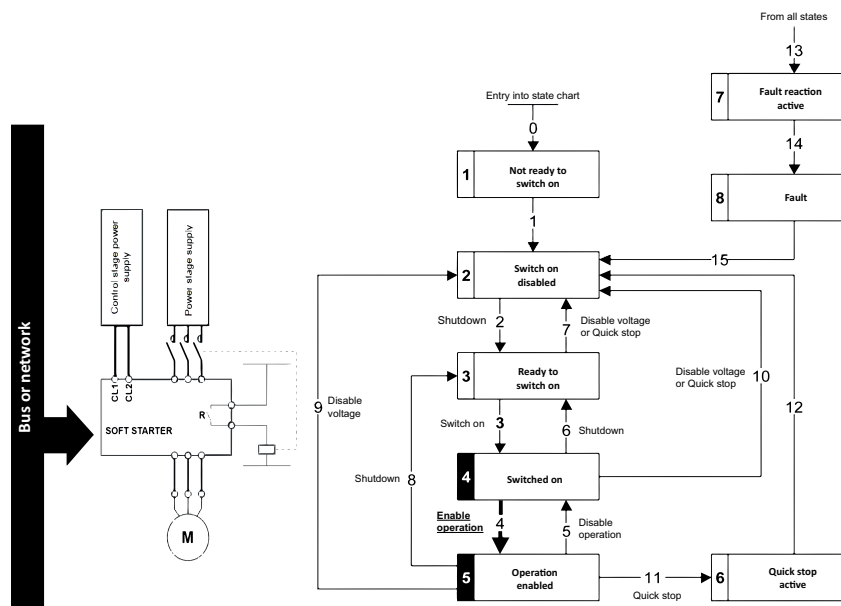 Bus or network
Control stage power
supply
Power stage supply
CL1
CL2
R
SOFT STARTER
M
From all states
13
7
Fault reaction
active
14
8
Fault
15
Entry into state chart
0
1
Not ready to
switch on
1
2
Switch on
disabled
Shutdown
2
7
Disable voltage
or Quick stop
3
Ready to
switch on
Switch on
3
6
Shutdown
4
Switched on
Enable
operation
4
5
Disable
operation
5
Operation
enabled
9
Disable
voltage
Shutdown
8
Disable voltage
or Quick stop
10
12
11
Quick stop
6
Quick stop
active